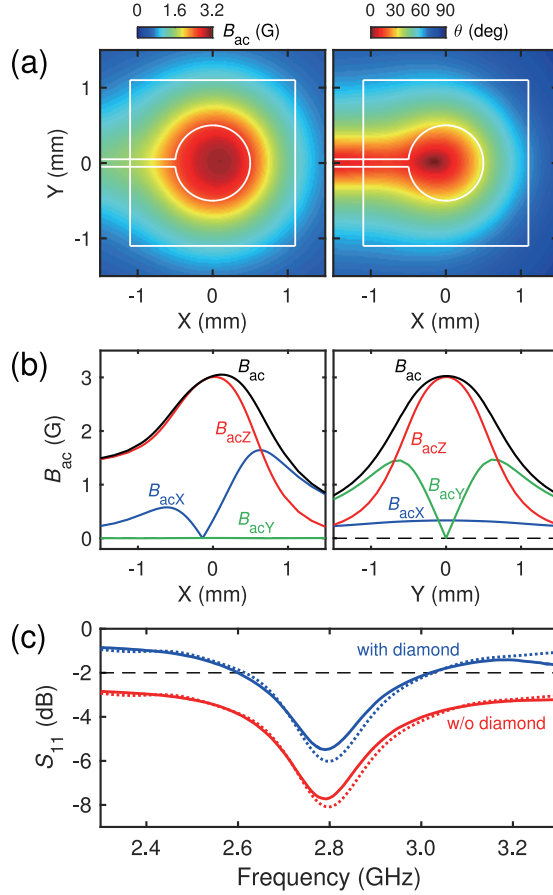 0 1.6 3.2 0 30 60 90
B_ac (G) θ (deg)
(a)
1
0
-1
Y (mm)
-1 0 1 -1 0 1
X (mm) X (mm)
(b)
3
2
1
0
B_ac (G)
B_ac B_ac
B_acZ B_acZ
B_acX B_acY
B_acY B_acX
-1 0 1 -1 0 1
X (mm) Y (mm)
(c)
0
-2
-4
-6
-8
S_11 (dB)
with diamond
w/o diamond
2.4 2.6 2.8 3.0 3.2
Frequency (GHz)